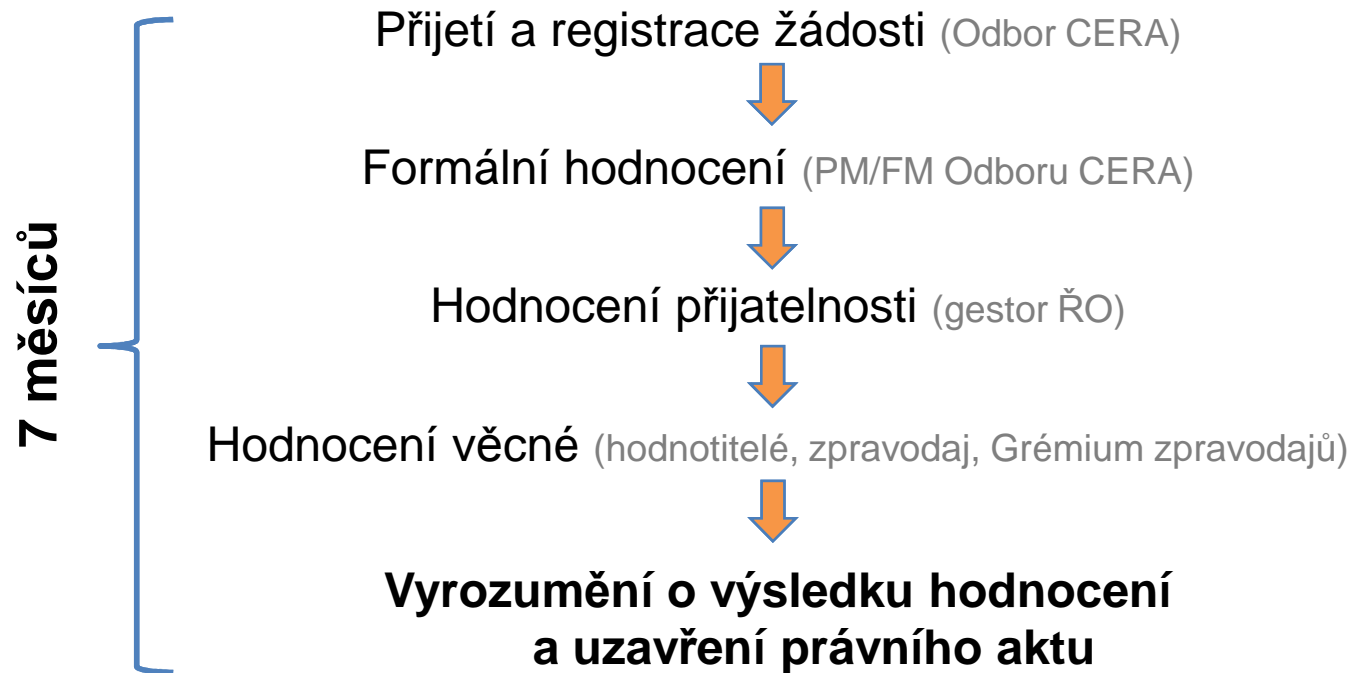 7 měsíců
Přijetí a registrace žádosti (Odbor CERA)
Formální hodnocení (PM/FM Odboru CERA)
Hodnocení přijatelnosti (gestor ŘO)
Hodnocení věcné (hodnotitelé, zpravodaj, Grémium zpravodajů)
Vyrozumění o výsledku hodnocení
a uzavření právního aktu